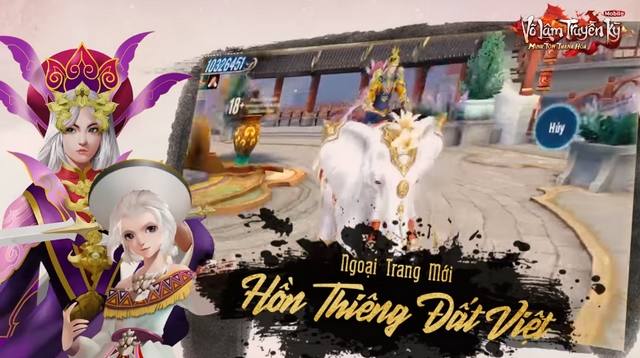 10326451
18+
Võ Lâm Truyền Kỳ
Mobile
Minh Tôn Thánh Hỏa
Hủy
Ngoại Trang Mới
Hồn Thiêng Đất Việt